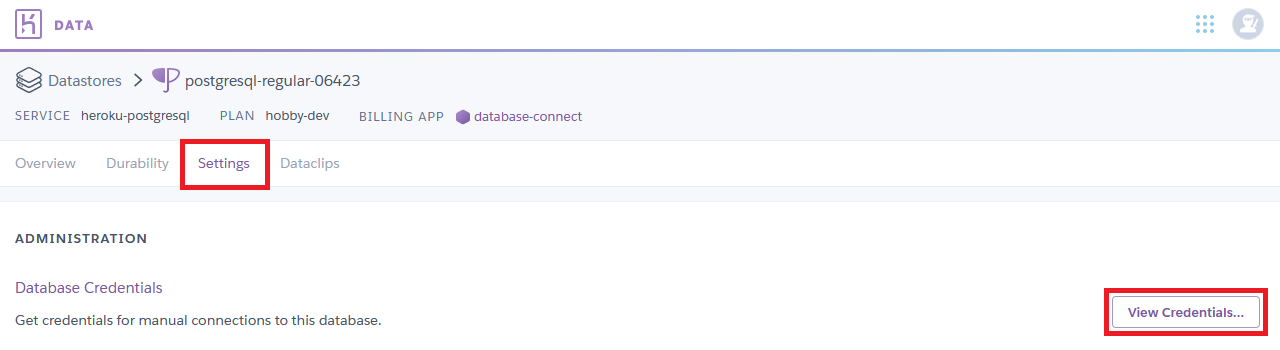 DATA
Datastores postgresql-regular-06423
SERVICE heroku-postgresql PLAN hobby-dev BILLING APP database-connect
Overview Durability Settings Dataclips
ADMINISTRATION
Database Credentials
Get credentials for manual connections to this database.
View Credentials...